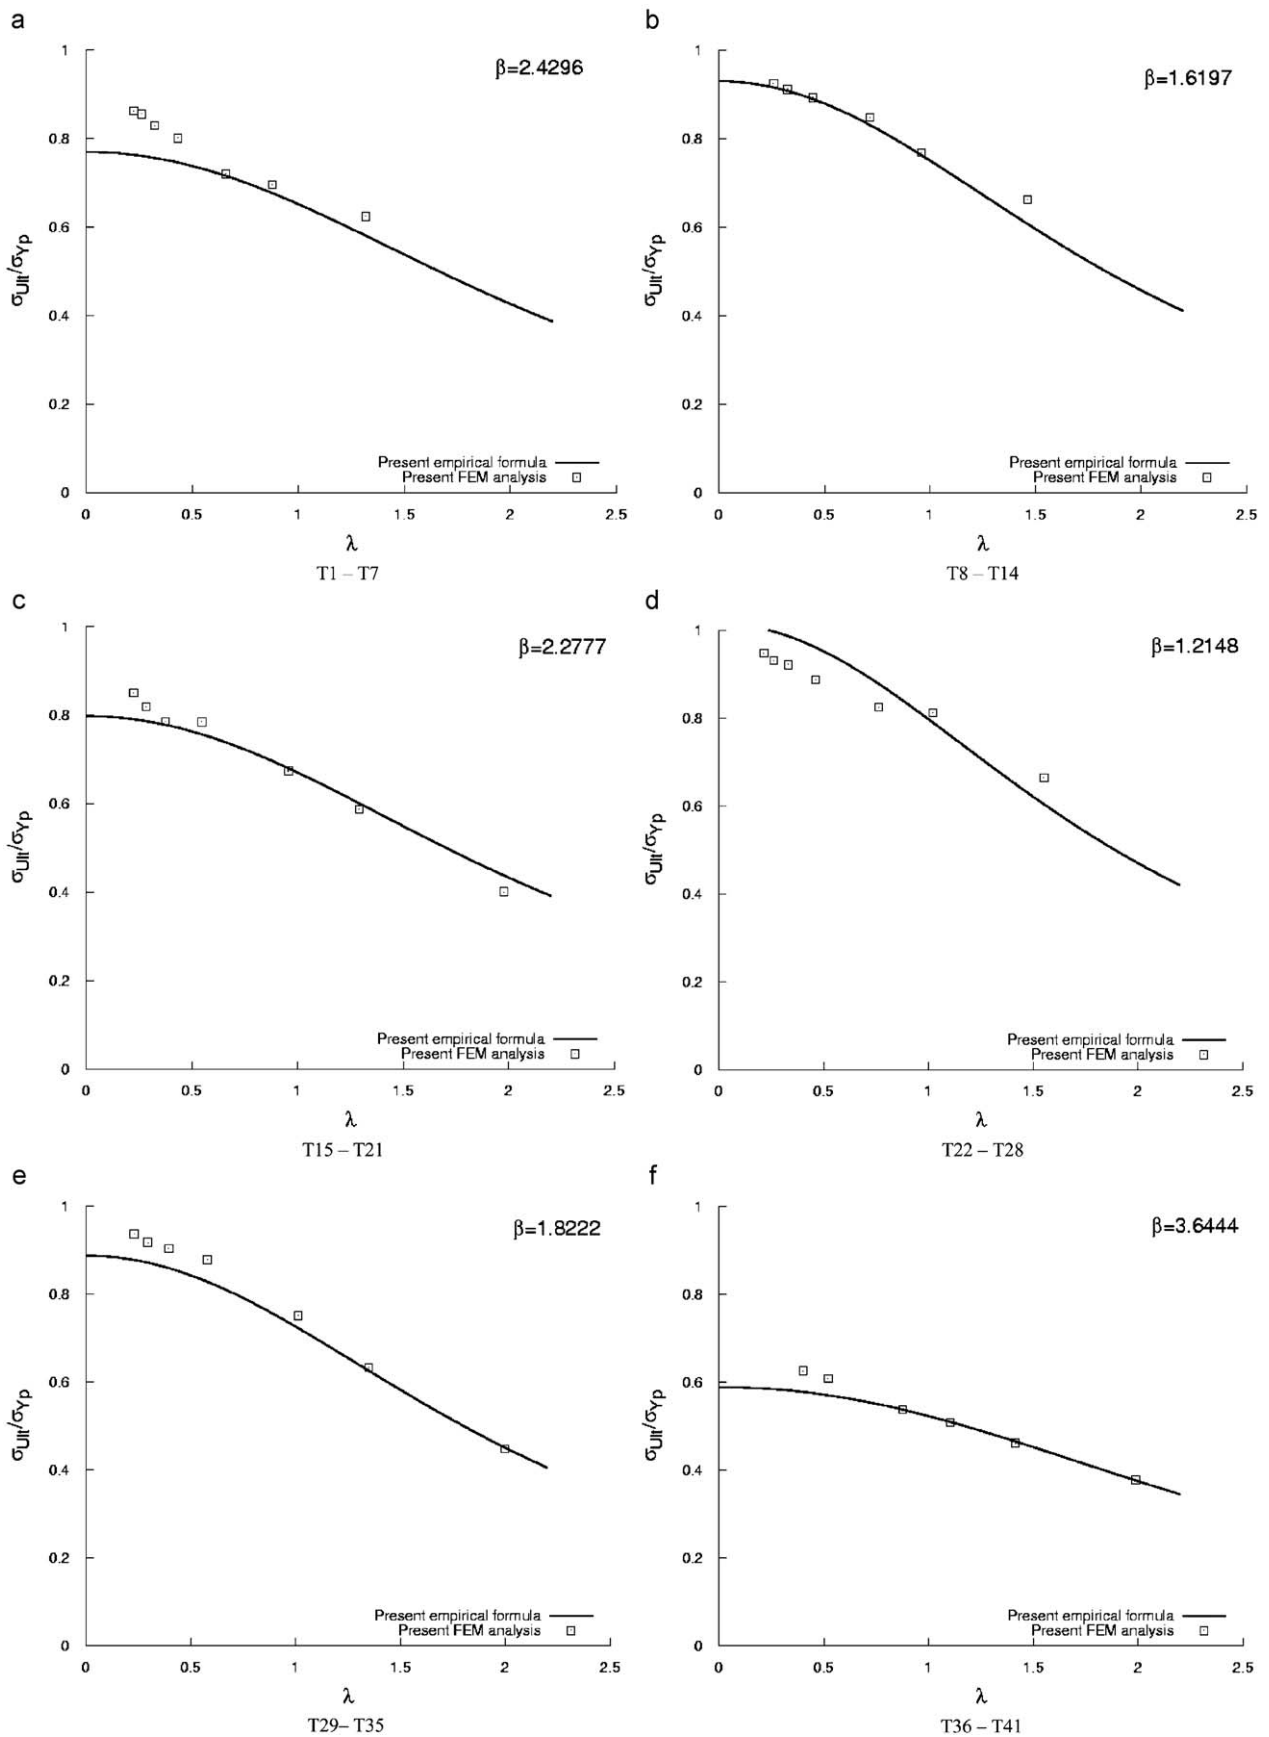 a
β=2.4296
1
0.8
0.6
0.4
0.2
0
σUlt/σYp
Present empirical formula
Present FEM analysis
0 0.5 1 1.5 2 2.5
λ
T1 – T7
b
β=1.6197
1
0.8
0.6
0.4
0.2
0
σUlt/σYp
Present empirical formula
Present FEM analysis
0 0.5 1 1.5 2 2.5
λ
T8 – T14
c
β=2.2777
1
0.8
0.6
0.4
0.2
0
σUlt/σYp
Present empirical formula
Present FEM analysis
0 0.5 1 1.5 2 2.5
λ
T15 – T21
d
β=1.2148
1
0.8
0.6
0.4
0.2
0
σUlt/σYp
Present empirical formula
Present FEM analysis
0 0.5 1 1.5 2 2.5
λ
T22 – T28
e
β=1.8222
1
0.8
0.6
0.4
0.2
0
σUlt/σYp
Present empirical formula
Present FEM analysis
0 0.5 1 1.5 2 2.5
λ
T29– T35
f
β=3.6444
1
0.8
0.6
0.4
0.2
0
σUlt/σYp
Present empirical formula
Present FEM analysis
0 0.5 1 1.5 2 2.5
λ
T36 – T41